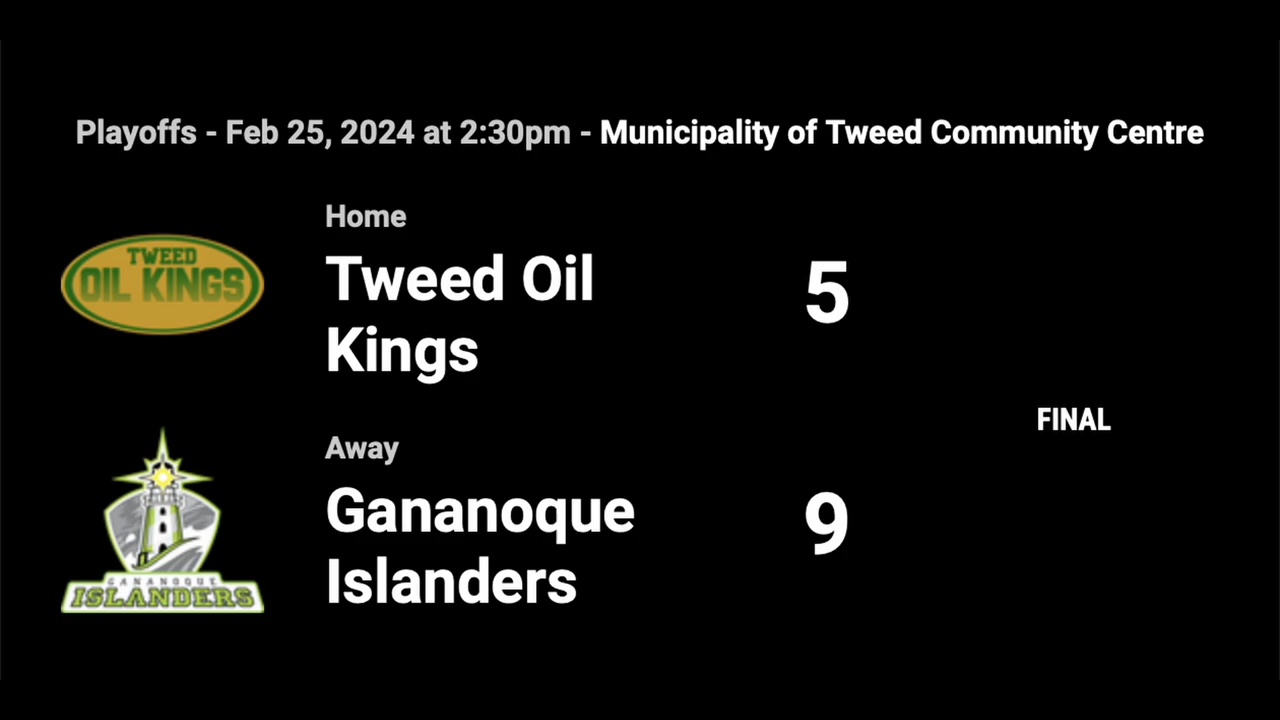 Playoffs - Feb 25, 2024 at 2:30pm - Municipality of Tweed Community Centre
Home
TWEED
OIL KINGS
Tweed Oil
Kings
5
FINAL
Away
GANANOQUE
ISLANDERS
Gananoque
Islanders
9